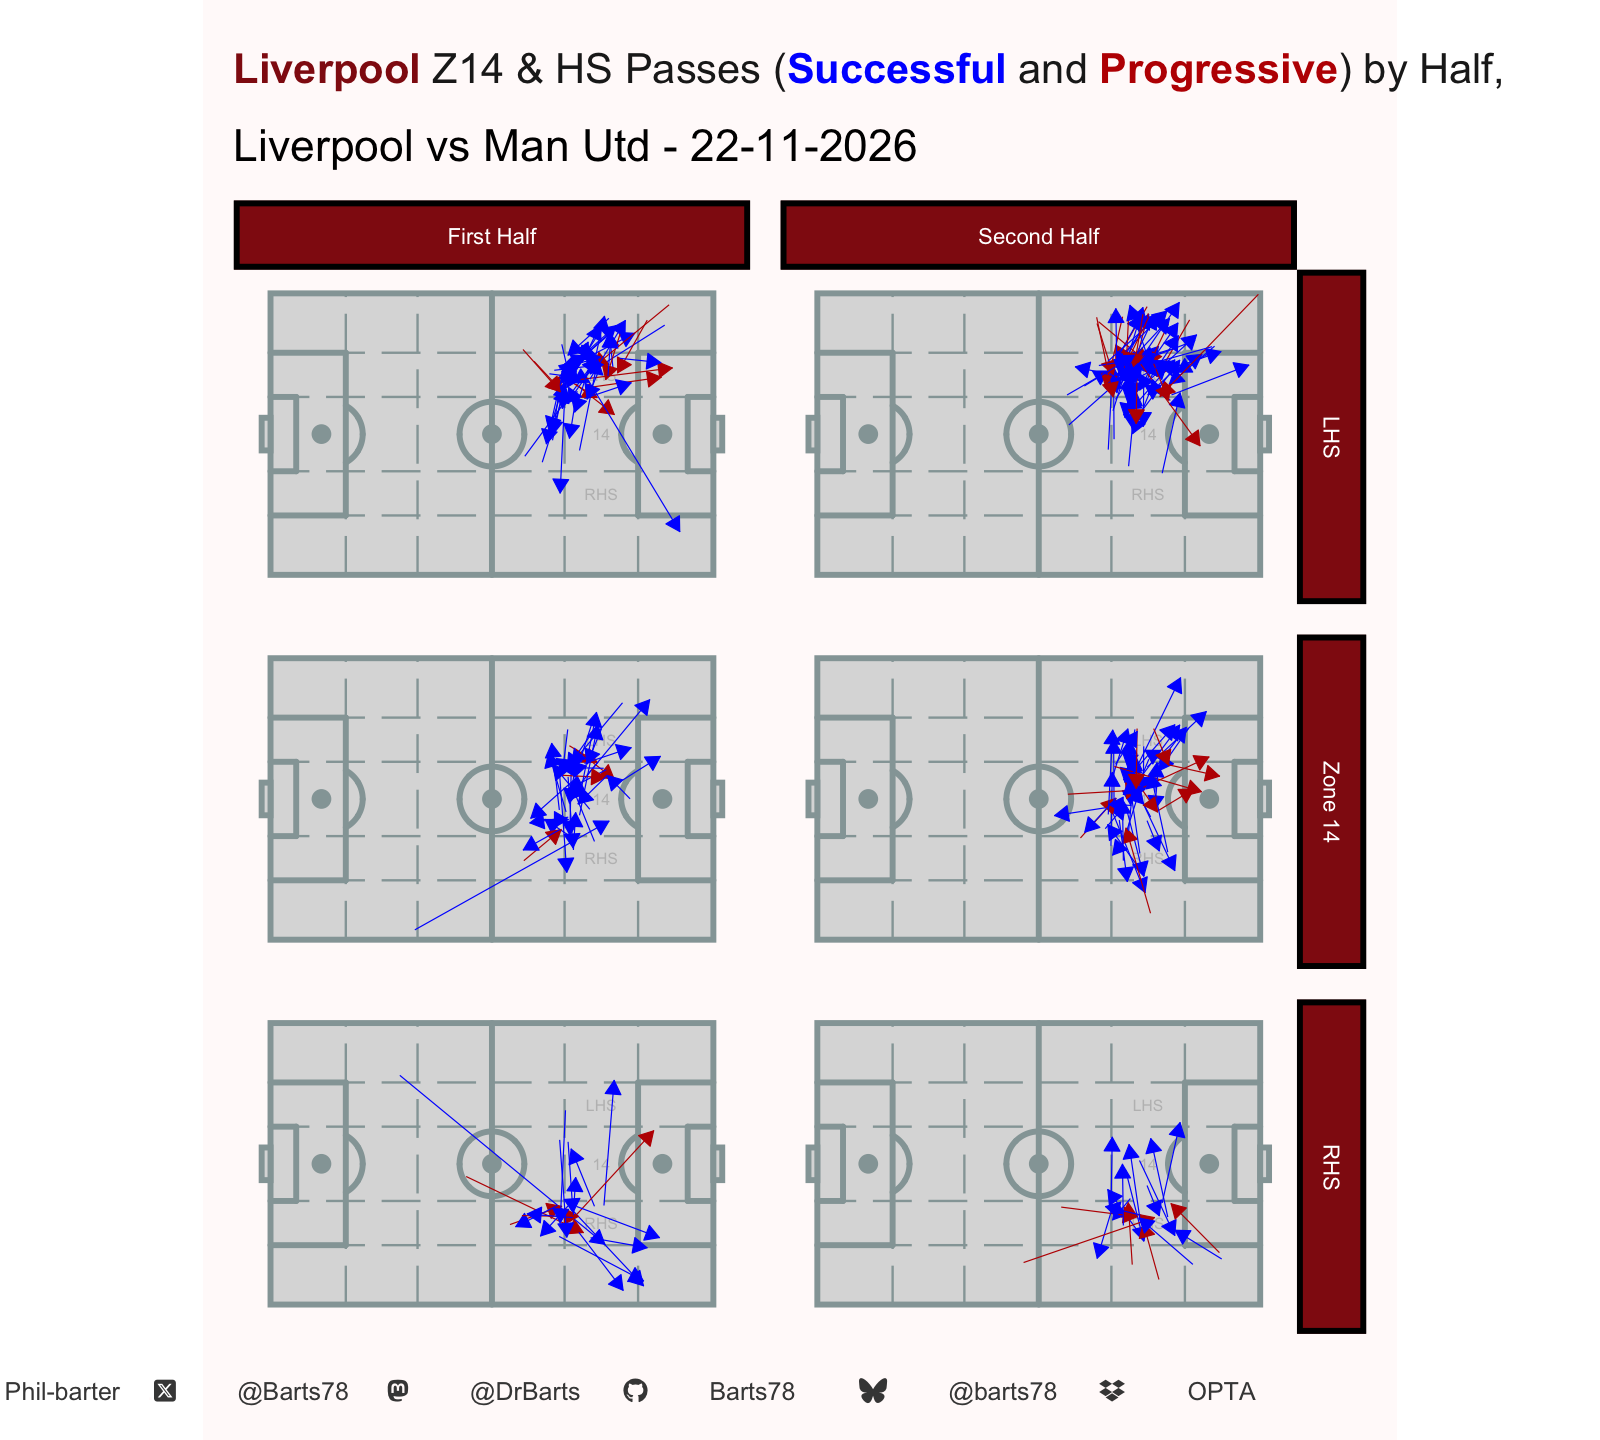 Liverpool Z14 & HS Passes (Successful and Progressive) by Half,
Liverpool vs Man Utd - 22-11-2026
First Half
Second Half
LHS
14
RHS
14
RHS
Zone 14
14
RHS
RHS
LHS
14
RHS
LHS
14
Phil-barter @Barts78 @DrBarts Barts78 @barts78 OPTA